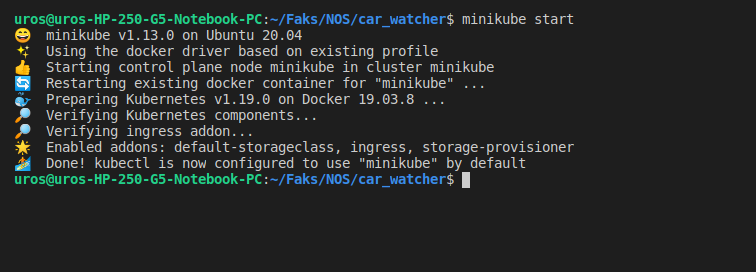 uros@uros-HP-250-G5-Notebook-PC:~/Faks/NOS/car_watcher$ minikube start
😄 minikube v1.13.0 on Ubuntu 20.04
✨ Using the docker driver based on existing profile
👍 Starting control plane node minikube in cluster minikube
🔄 Restarting existing docker container for "minikube" ...
🐳 Preparing Kubernetes v1.19.0 on Docker 19.03.8 ...
🔎 Verifying Kubernetes components...
🔎 Verifying ingress addon...
🌟 Enabled addons: default-storageclass, ingress, storage-provisioner
🏄 Done! kubectl is now configured to use "minikube" by default
uros@uros-HP-250-G5-Notebook-PC:~/Faks/NOS/car_watcher$